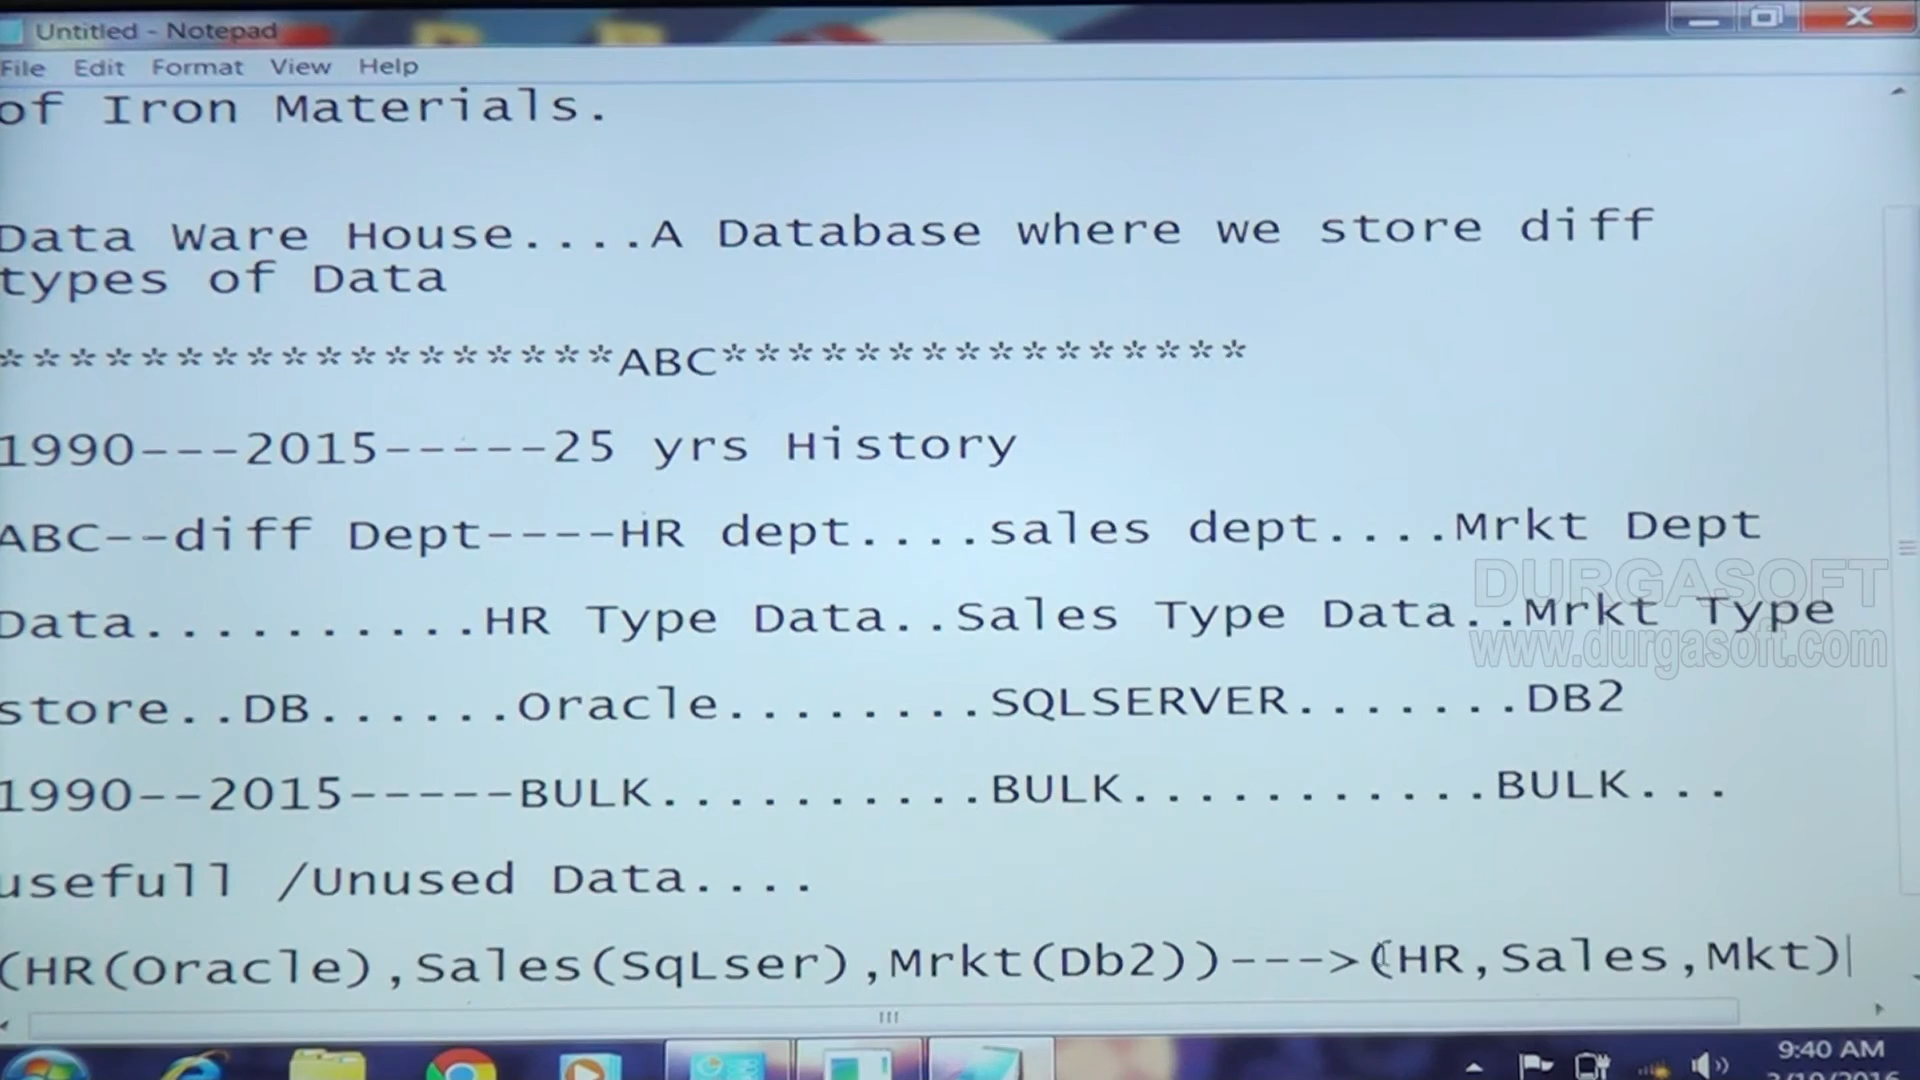 Untitled - Notepad
File Edit Format View Help
of Iron Materials.
Data Ware House....A Database where we store diff
types of Data
******************ABC****************
1990---2015-----25 yrs History
ABC--diff Dept----HR dept....sales dept....Mrkt Dept
Data..........HR Type Data..Sales Type Data..Mrkt Type
store..DB......Oracle........SQLSERVER.......DB2
1990--2015-----BULK..........BULK...........BULK...
usefull /Unused Data....
(HR(Oracle),Sales(SqLser),Mrkt(Db2))--->(HR,Sales,Mkt)
DURGASOFT
www.durgasoft.com
9:40 AM